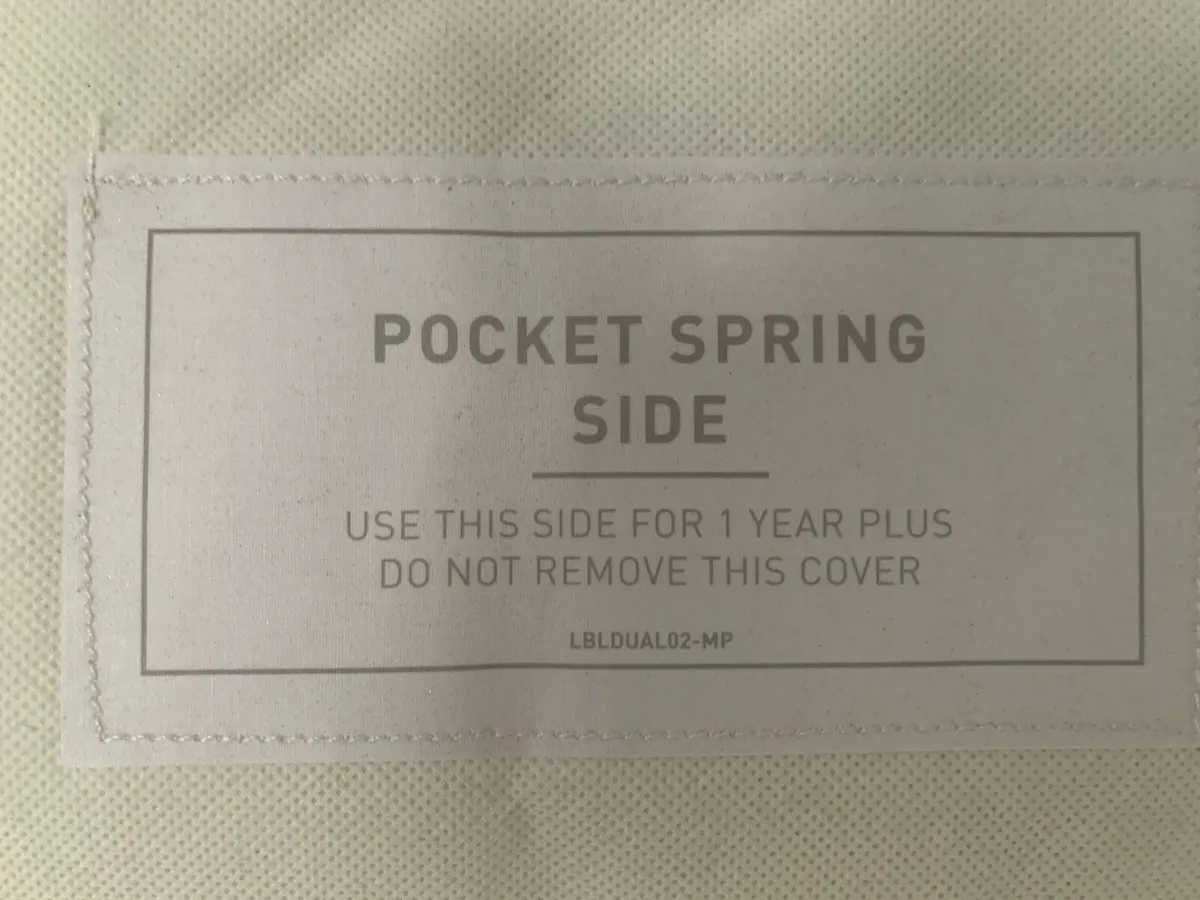 POCKET SPRING
SIDE
USE THIS SIDE FOR 1 YEAR PLUS
DO NOT REMOVE THIS COVER
LBLDUAL02-MP